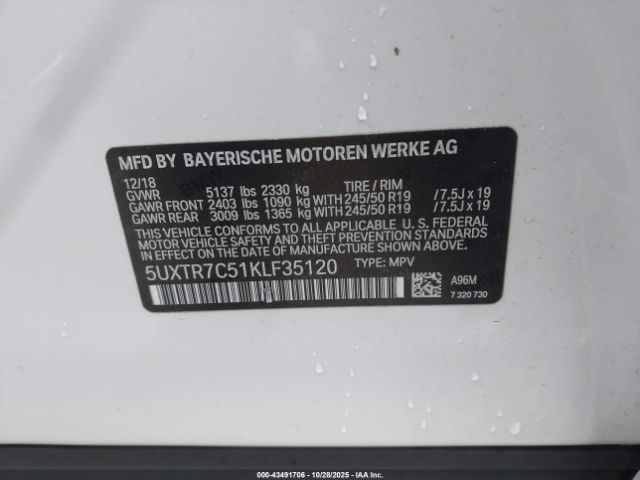 MFD BY BAYERISCHE MOTOREN WERKE AG
12/18
GVWR 5137 lbs 2330 kg TIRE / RIM
GAWR FRONT 2403 lbs 1090 kg WITH 245/50 R19 /7.5J x 19
GAWR REAR 3009 lbs 1365 kg WITH 245/50 R19 /7.5J x 19
THIS VEHICLE CONFORMS TO ALL APPLICABLE U. S. FEDERAL
MOTOR VEHICLE SAFETY, BUMPER, AND THEFT PREVENTION STANDARDS
IN EFFECT ON THE DATE OF MANUFACTURE SHOWN ABOVE.
5UXTR7C51KLF35120 TYPE: MPV
A96M
7 320 730
000-43491706 - 10/28/2025 - IAAI.com